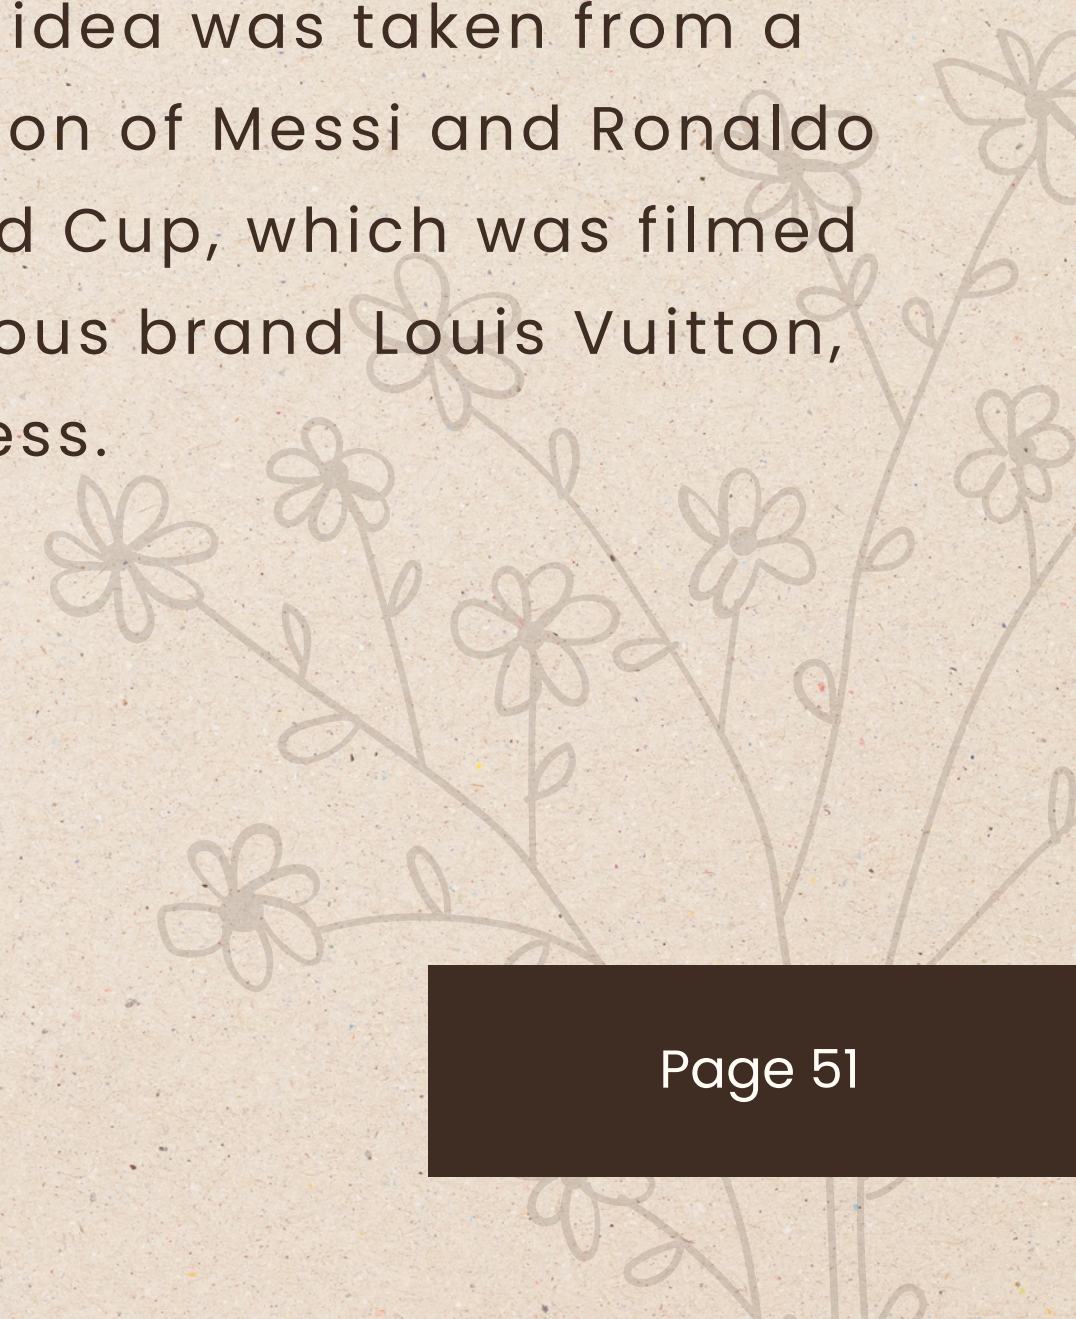 idea was taken from a
on of Messi and Ronaldo
d Cup, which was filmed
ous brand Louis Vuitton,
ess.
Page 51